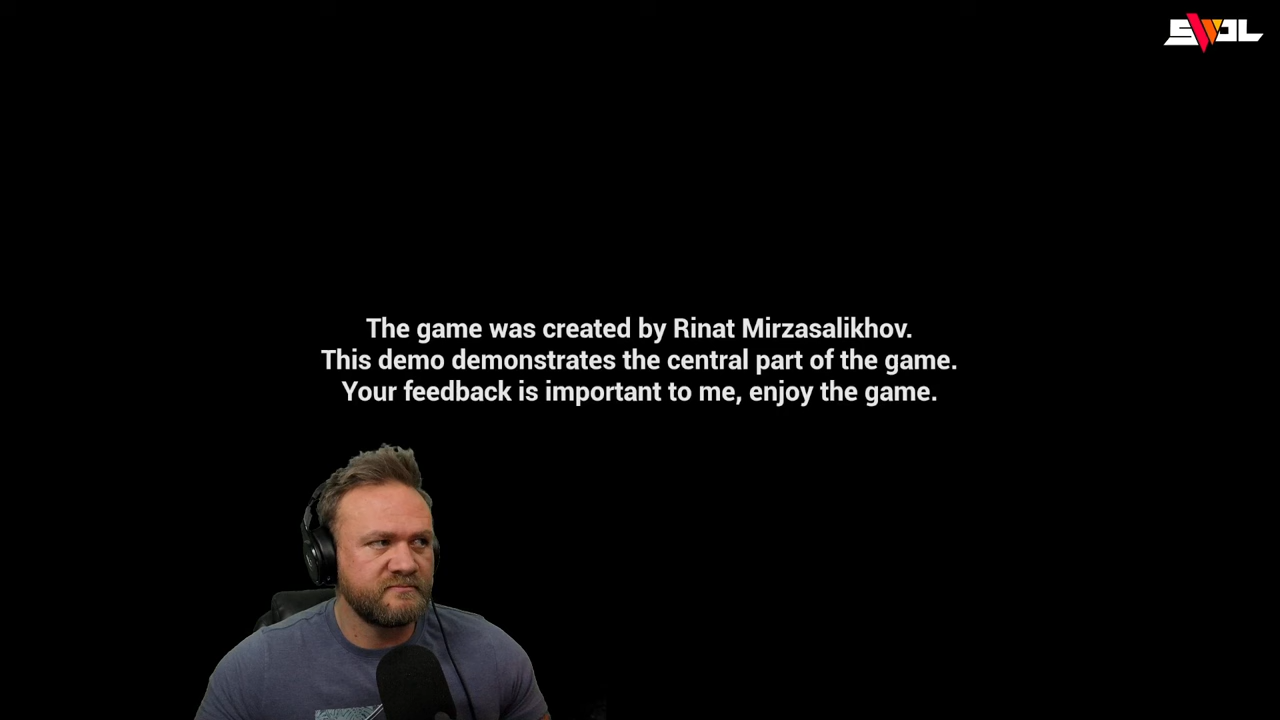 SWOL
The game was created by Rinat Mirzasalikhov.
This demo demonstrates the central part of the game.
Your feedback is important to me, enjoy the game.